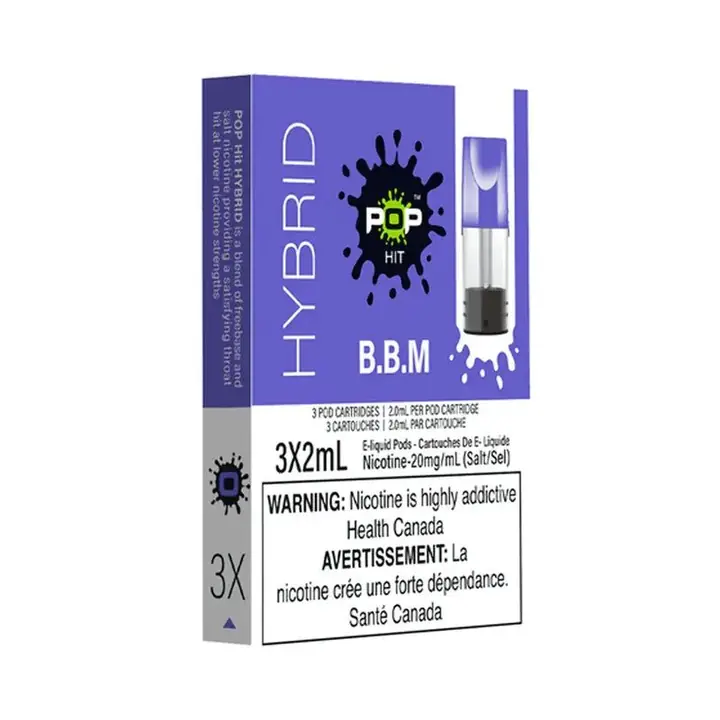 POP Hit HYBRID is a blend of freebase and
salt nicotine providing a satisfying throat
hit at lower nicotine strengths
3X
HYBRID
POP™
HIT
B.B.M
3 POD CARTRIDGES | 2.0mL PER POD CARTRIDGE
3 CARTOUCHES | 2.0mL PAR CARTOUCHE
3X2mL
E-liquid Pods - Cartouches De E- Liquide
Nicotine-20mg/mL (Salt/Sel)
WARNING: Nicotine is highly addictive
Health Canada
AVERTISSEMENT: La
nicotine crée une forte dépendance.
Santé Canada